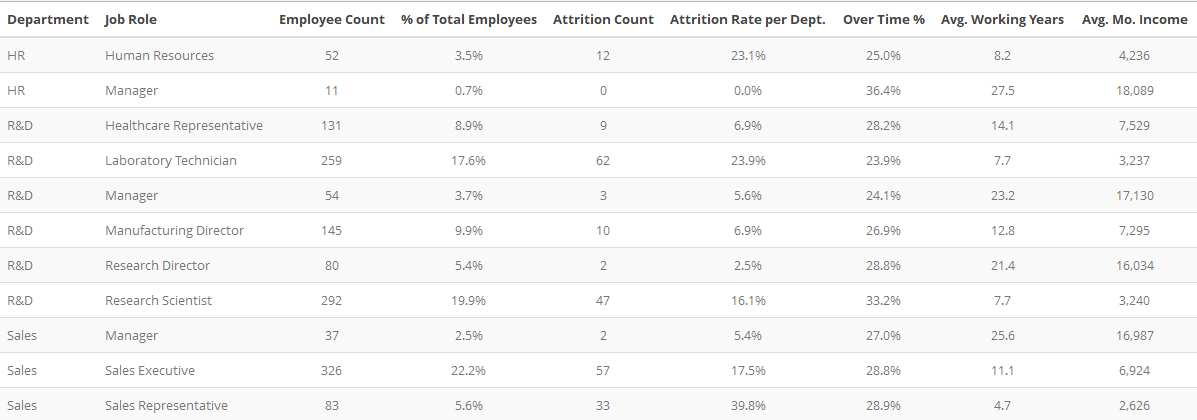 Department Job Role Employee Count % of Total Employees Attrition Count Attrition Rate per Dept. Over Time % Avg. Working Years Avg. Mo. Income
HR Human Resources 52 3.5% 12 23.1% 25.0% 8.2 4,236
HR Manager 11 0.7% 0 0.0% 36.4% 27.5 18,089
R&D Healthcare Representative 131 8.9% 9 6.9% 28.2% 14.1 7,529
R&D Laboratory Technician 259 17.6% 62 23.9% 23.9% 7.7 3,237
R&D Manager 54 3.7% 3 5.6% 24.1% 23.2 17,130
R&D Manufacturing Director 145 9.9% 10 6.9% 26.9% 12.8 7,295
R&D Research Director 80 5.4% 2 2.5% 28.8% 21.4 16,034
R&D Research Scientist 292 19.9% 47 16.1% 33.2% 7.7 3,240
Sales Manager 37 2.5% 2 5.4% 27.0% 25.6 16,987
Sales Sales Executive 326 22.2% 57 17.5% 28.8% 11.1 6,924
Sales Sales Representative 83 5.6% 33 39.8% 28.9% 4.7 2,626